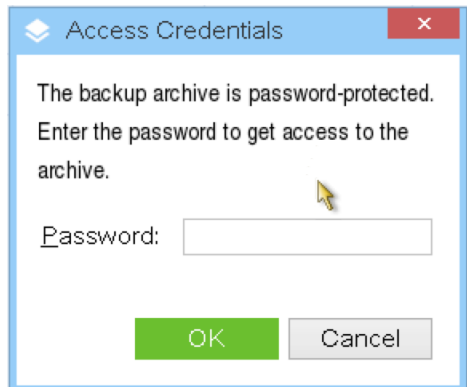 Access Credentials
The backup archive is password-protected.
Enter the password to get access to the
archive.
Password:
OK
Cancel